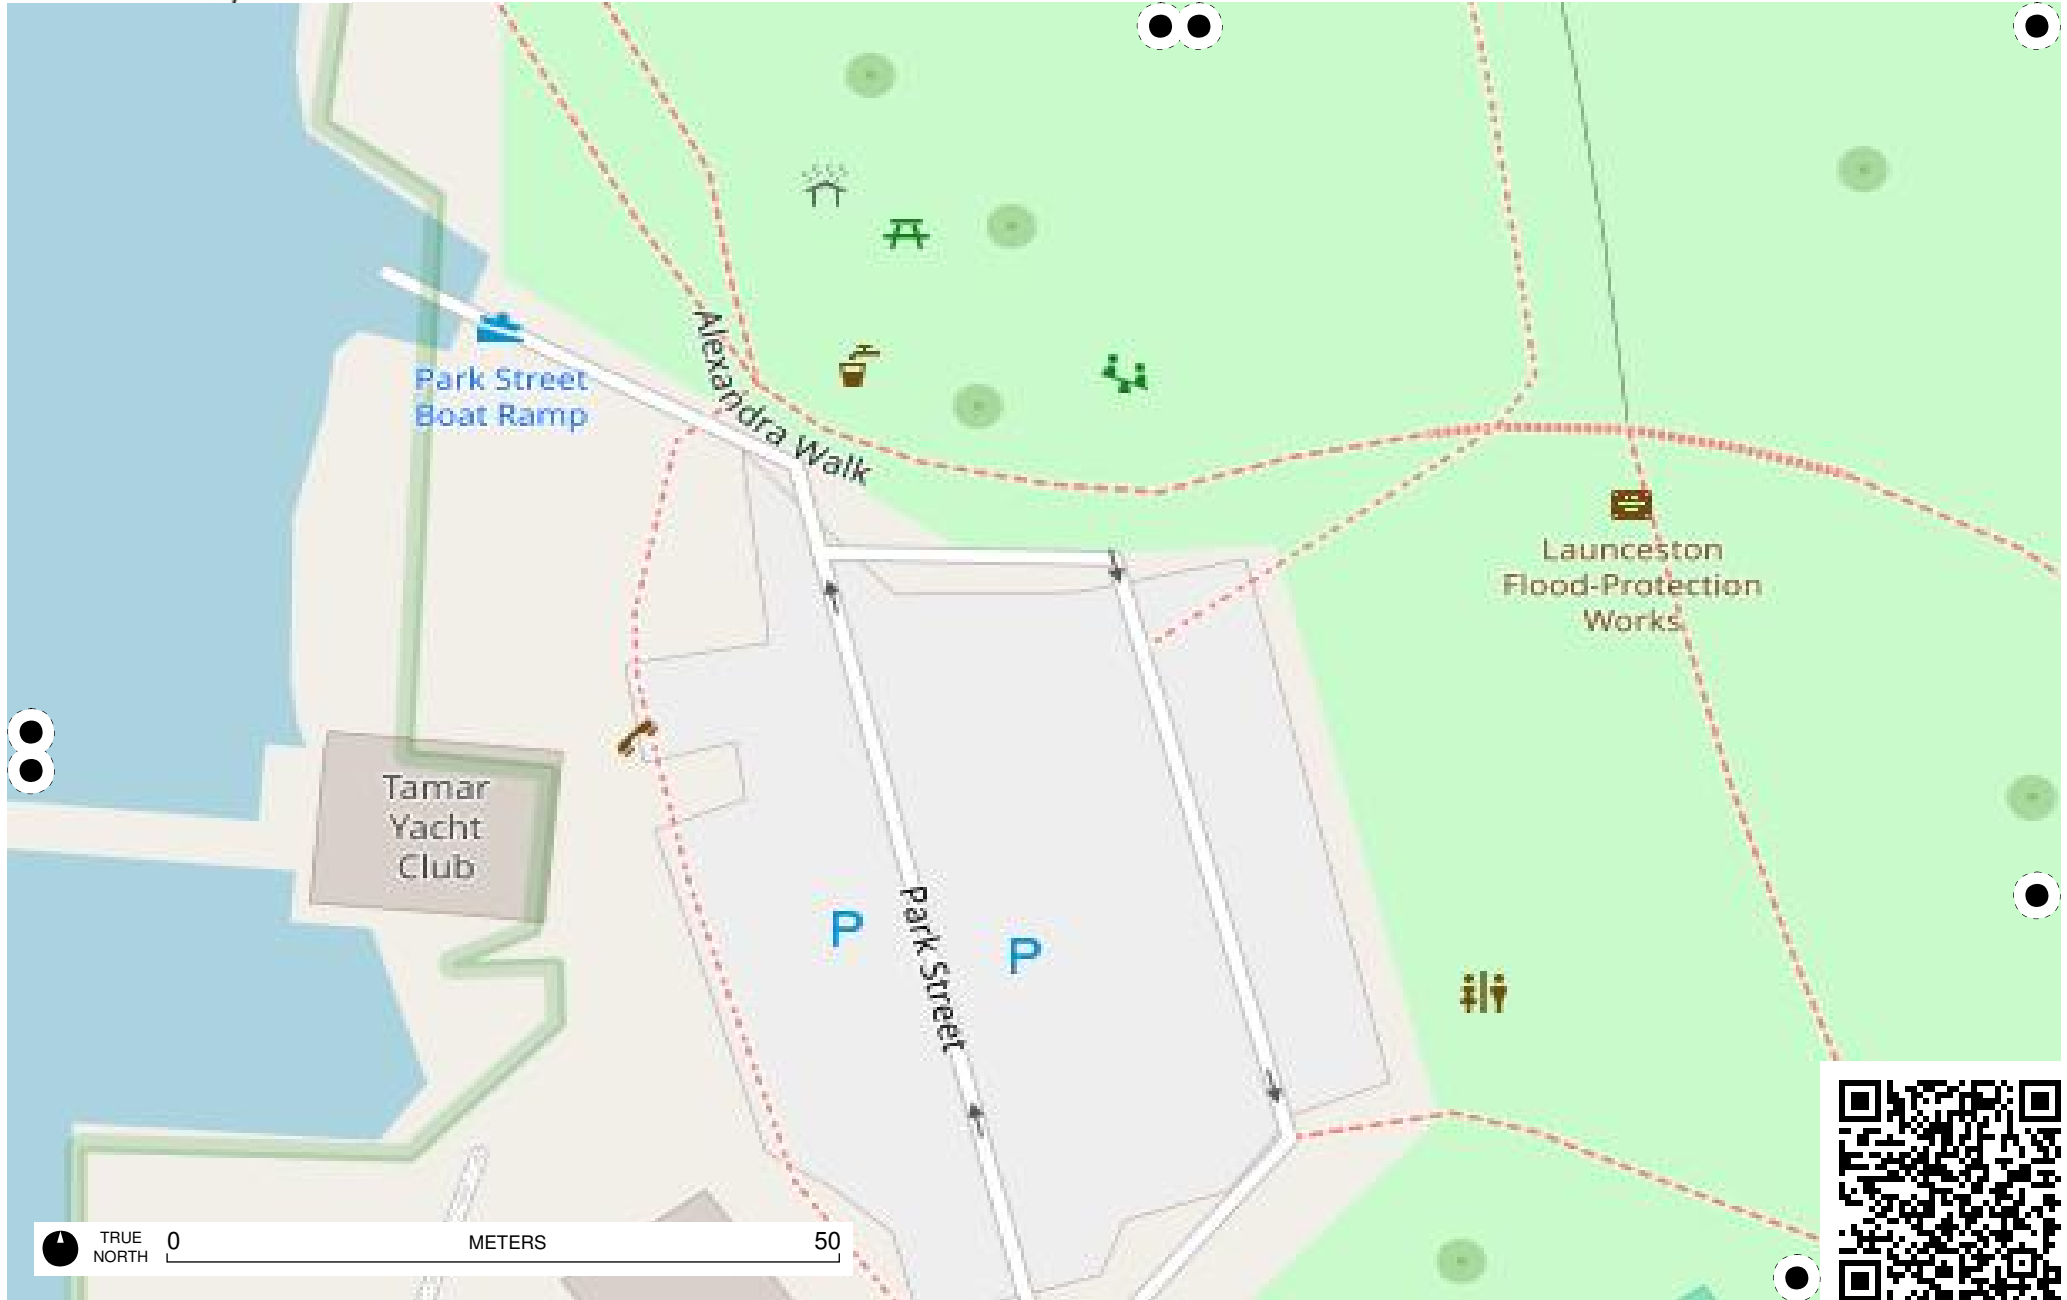 Alexandra Walk
Park Street
Boat Ramp
Launceston
Flood-Protection
Works
Tamar
Yacht
Club
P
Park Street
P
TRUE
NORTH
0
METERS
50